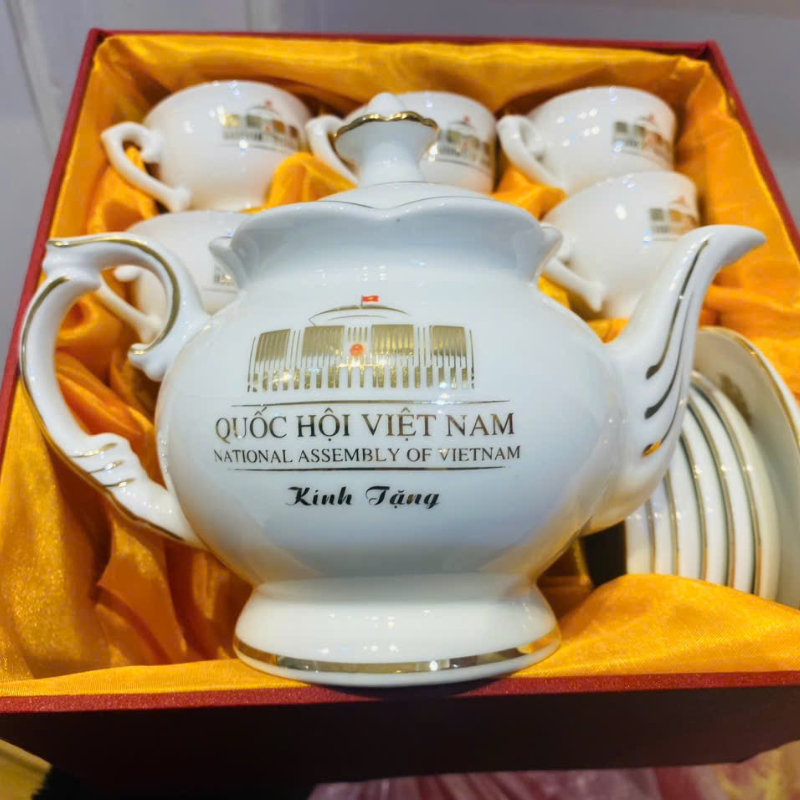 QUỐC HỘI VIỆT NAM
NATIONAL ASSEMBLY OF VIETNAM
Kính Tặng